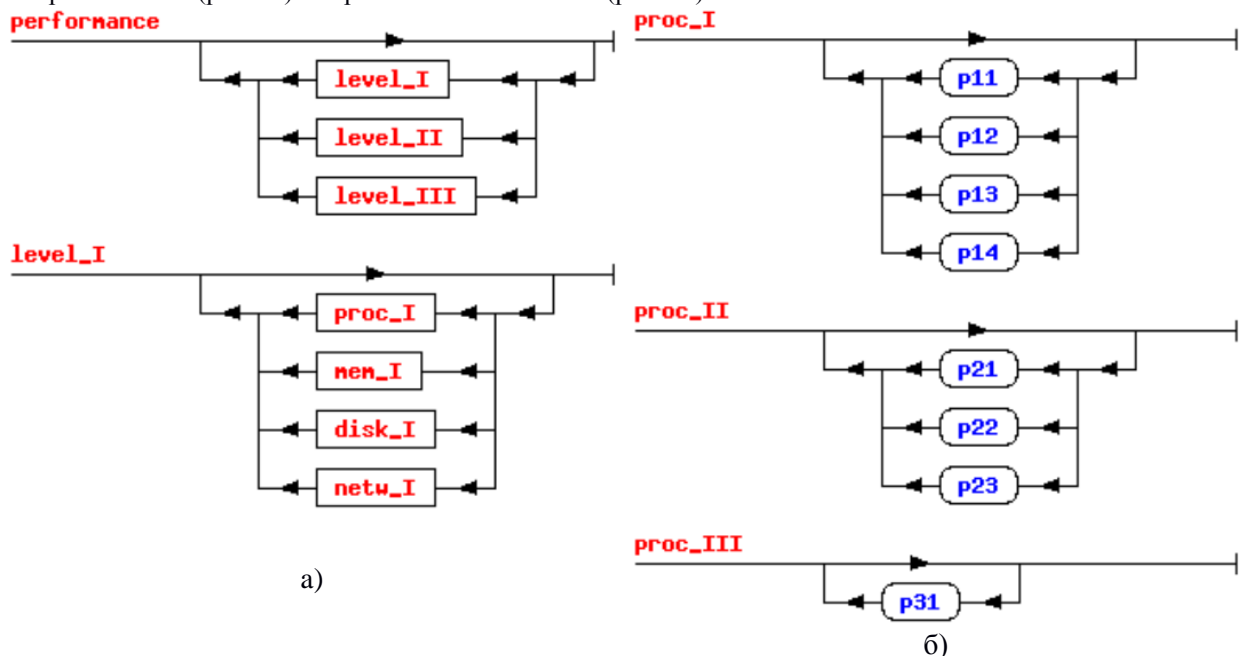 performance
level_I
level_II
level_III
level_I
proc_I
mem_I
disk_I
netw_I
а)
proc_I
p11
p12
p13
p14
proc_II
p21
p22
p23
proc_III
p31
б)